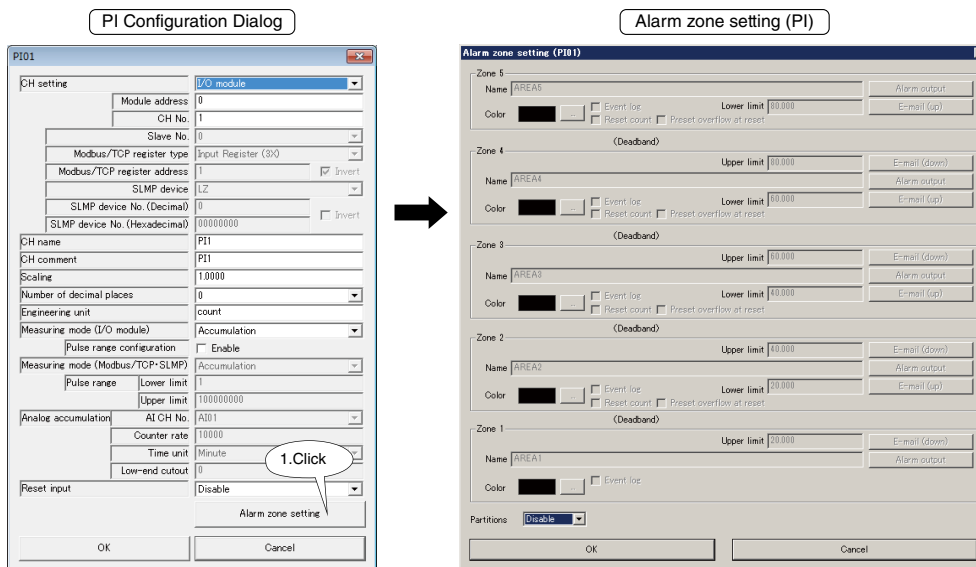 PI Configuration Dialog
Alarm zone setting (PI)
PI01
CH setting I/O module
Module address 0
CH No. 1
Slave No. 0
Modbus/TCP register type Input Register (3X)
Modbus/TCP register address 1 Invert
SLMP device LZ
SLMP device No.(Decimal) 0
Invert
SLMP device No.(Hexadecimal) 00000000
CH name PI1
CH comment PI1
Scaling 1.0000
Number of decimal places 0
Engineering unit count
Measuring mode (I/O module) Accumulation
Pulse range configuration Enable
Measuring mode (Modbus/TCP・SLMP) Accumulation
Pulse range Lower limit 1
Upper limit 100000000
Analog accumulation AI CH No. AI01
Counter rate 10000
Time unit Minute
Low-end cutout 0
Reset input Disable
1.Click
Alarm zone setting
OK Cancel
Alarm zone setting (PI01)
Zone 5
Name AREA5 Alarm output
Color ... Event log Lower limit 80.000 E-mail (up)
Reset count Preset overflow at reset
(Deadband)
Zone 4
Upper limit 80.000 E-mail (down)
Name AREA4 Alarm output
Color ... Event log Lower limit 60.000 E-mail (up)
Reset count Preset overflow at reset
(Deadband)
Zone 3
Upper limit 60.000 E-mail (down)
Name AREA3 Alarm output
Color ... Event log Lower limit 40.000 E-mail (up)
Reset count Preset overflow at reset
(Deadband)
Zone 2
Upper limit 40.000 E-mail (down)
Name AREA2 Alarm output
Color ... Event log Lower limit 20.000 E-mail (up)
Reset count Preset overflow at reset
(Deadband)
Zone 1
Upper limit 20.000 E-mail (down)
Name AREA1 Alarm output
Color ... Event log
Partitions Disable
OK Cancel